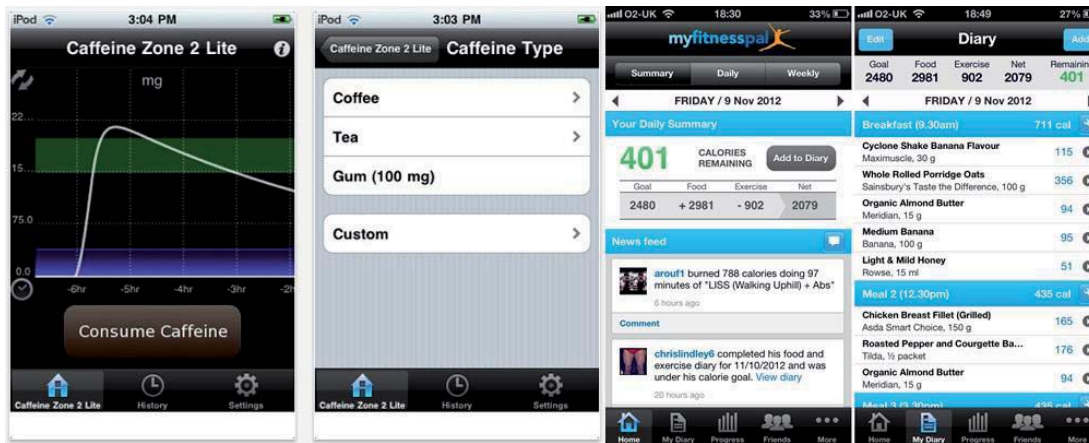 iPod 3:04 PM
Caffeine Zone 2 Lite
mg
22...
15...
75.0
0.0
-6hr -5hr -4hr -3hr -2h
Consume Caffeine
Caffeine Zone 2 Lite History Settings
iPod 3:03 PM
Caffeine Zone 2 Lite Caffeine Type
Coffee
Tea
Gum (100 mg)
Custom
Caffeine Zone 2 Lite History Settings
O2-UK 18:30 33%
myfitnesspal
Summary Daily Weekly
FRIDAY / 9 Nov 2012
Your Daily Summary
401 CALORIES REMAINING Add to Diary
Goal Food Exercise Net
2480 + 2981 - 902 2079
News feed
arouf1 burned 788 calories doing 97
minutes of "LISS (Walking Uphill) + Abs"
6 hours ago
Comment
chrislindley6 completed his food and
exercise diary for 11/10/2012 and was
under his calorie goal. View diary
20 hours ago
Home My Diary Progress Friends More
O2-UK 18:49 27%
Edit Diary Add
Goal Food Exercise Net Remainin
2480 2981 902 2079 401
FRIDAY / 9 Nov 2012
Breakfast (9.30am) 711 cal
Cyclone Shake Banana Flavour
Maximuscle, 30 g 115
Whole Rolled Porridge Oats
Sainsbury's Taste the Difference, 100 g 356
Organic Almond Butter
Meridian, 15 g 94
Medium Banana
Banana, 100 g 95
Light & Mild Honey
Rowse, 15 ml 51
Meal 2 (12.30pm) 435 cal
Chicken Breast Fillet (Grilled)
Asda Smart Choice, 150 g 165
Roasted Pepper and Courgette Ba...
Tilda, ½ packet 176
Organic Almond Butter
Meridian, 15 g 94
Meal 3 (3.30pm)
Home My Diary Progress Friends More